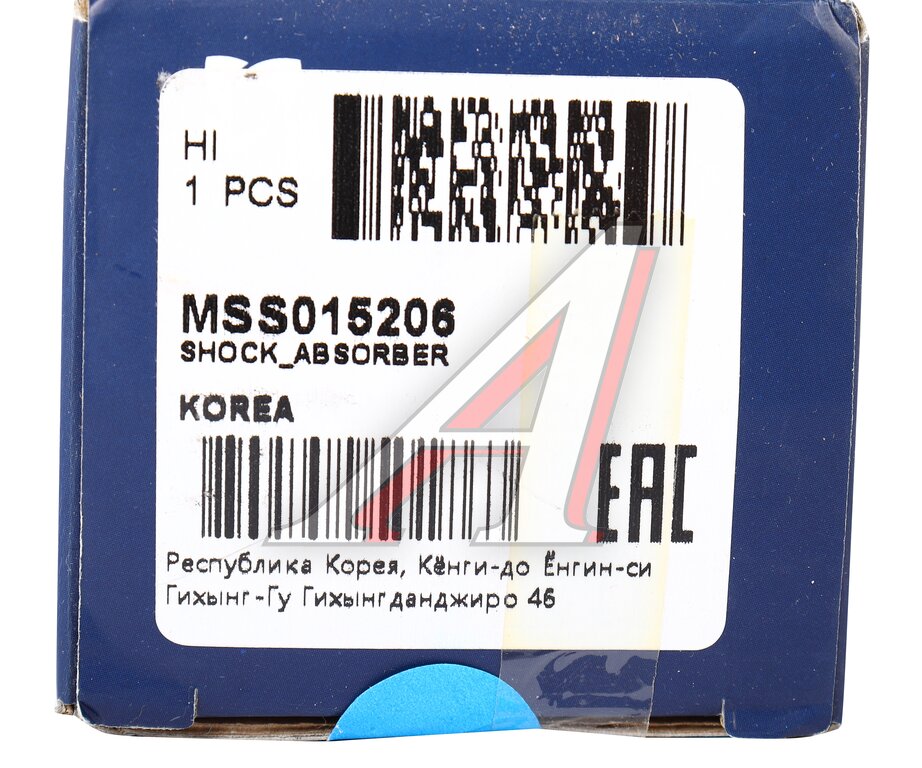 HI
1 PCS
MSS015206
SHOCK_ABSORBER
KOREA
EAC
Республика Корея, Кёнги-до Ёнгин-си
Гихынг-Гу Гихынгданджиро 46